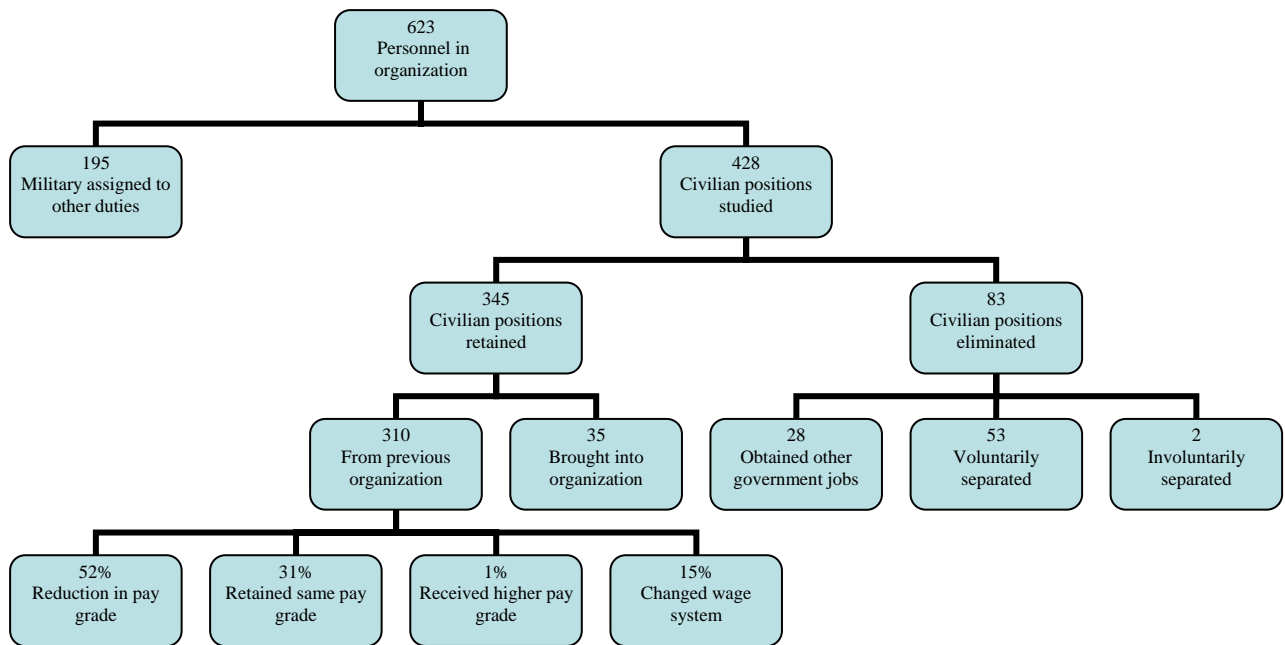 623
Personnel in
organization
195
Military assigned to
other duties
428
Civilian positions
studied
345
Civilian positions
retained
83
Civilian positions
eliminated
310
From previous
organization
35
Brought into
organization
28
Obtained other
government jobs
53
Voluntarily
separated
2
Involuntarily
separated
52%
Reduction in pay
grade
31%
Retained same pay
grade
1%
Received higher pay
grade
15%
Changed wage
system